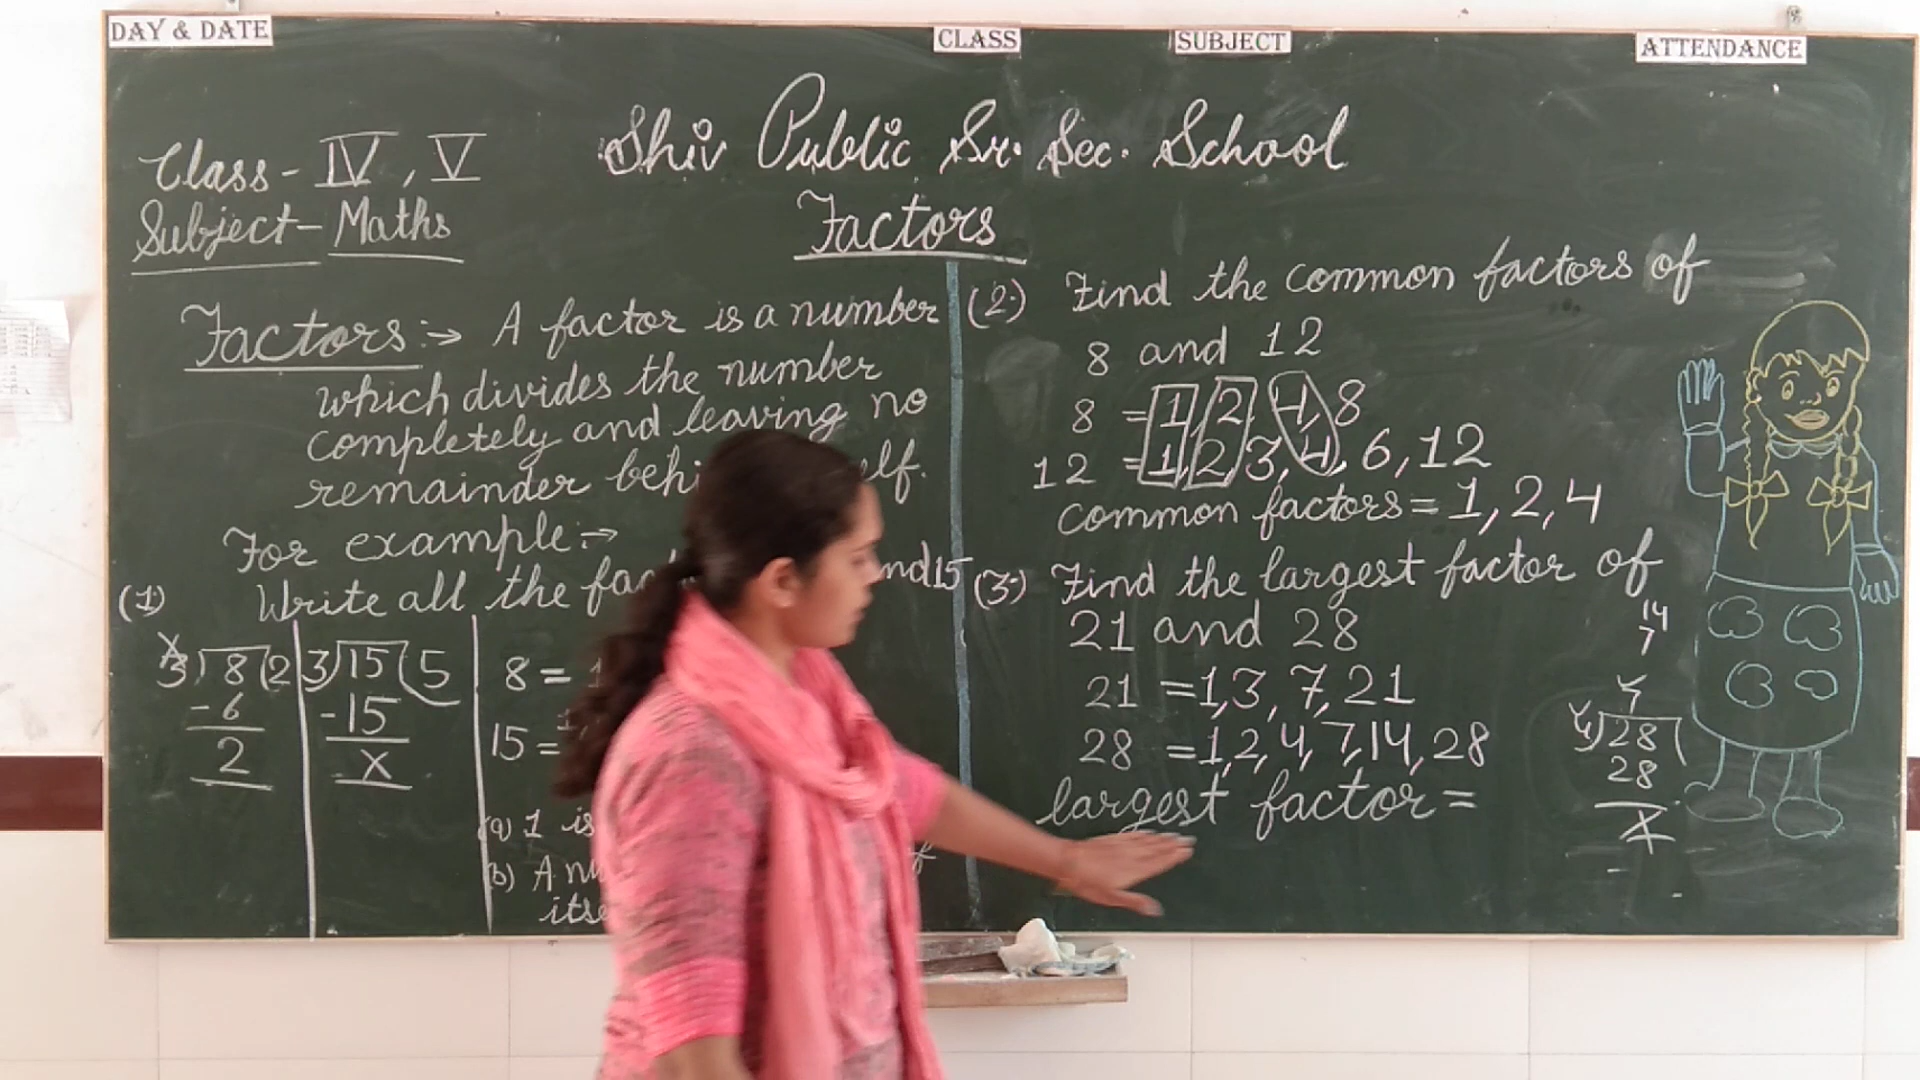 DAY & DATE
CLASS
SUBJECT
ATTENDANCE
Shiv Public Sr. Sec. School
Class - IV, V
Subject - Maths
Factors
Factors :→ A factor is a number
which divides the number
completely and leaving no
remainder
For example :→
(1) Write all the 15
3) 8 (2
- 6
2
3) 15 (5
- 15
x
8 =
15 =
(a) 1 is
(b) A
(2.) Find the common factors of
8 and 12
8 = 1, 2, 4, 8
12 = 1, 2, 3, 4, 6, 12
common factors = 1, 2, 4
(3.) Find the largest factor of
21 and 28
21 = 1, 3, 7, 21
28 = 1, 2, 4, 7, 14, 28
largest factor =
14
7
4) 28 (
28
x